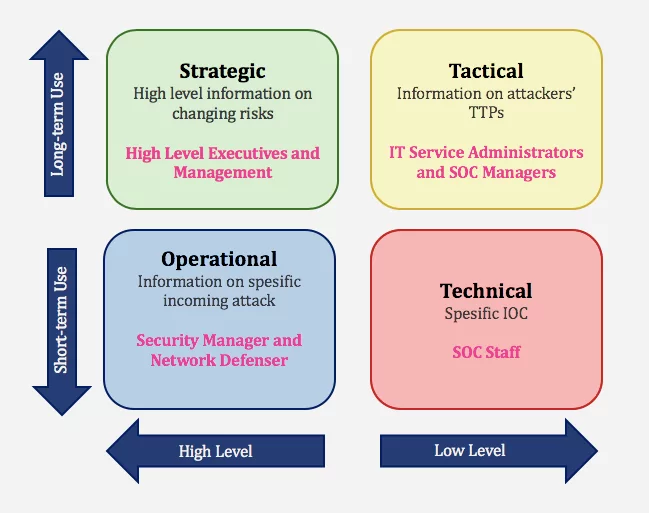 Long-term Use
Strategic
High level information on
changing risks
High Level Executives and
Management
Tactical
Information on attackers'
TTPs
IT Service Administrators
and SOC Managers
Short-term Use
Operational
Information on spesific
incoming attack
Security Manager and
Network Defenser
Technical
Spesific IOC
SOC Staff
High Level
Low Level